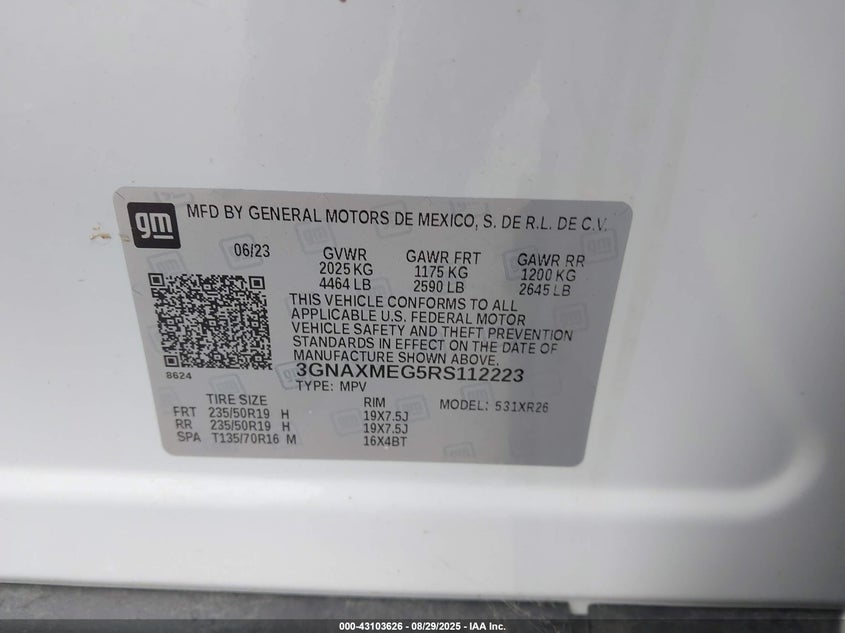 gm
MFD BY GENERAL MOTORS DE MEXICO, S. DE R.L. DE C.V.
06/23 GVWR GAWR FRT GAWR RR
2025 KG 1175 KG 1200 KG
4464 LB 2590 LB 2645 LB
THIS VEHICLE CONFORMS TO ALL
APPLICABLE U.S. FEDERAL MOTOR
VEHICLE SAFETY AND THEFT PREVENTION
STANDARDS IN EFFECT ON THE DATE OF
MANUFACTURE SHOWN ABOVE.
8624
3GNAXMEG5RS112223
TYPE: MPV
TIRE SIZE RIM MODEL: 531XR26
FRT 235/50R19 H 19X7.5J
RR 235/50R19 H 19X7.5J
SPA T135/70R16 M 16X4BT
000-43103626 - 08/29/2025 - IAA Inc.